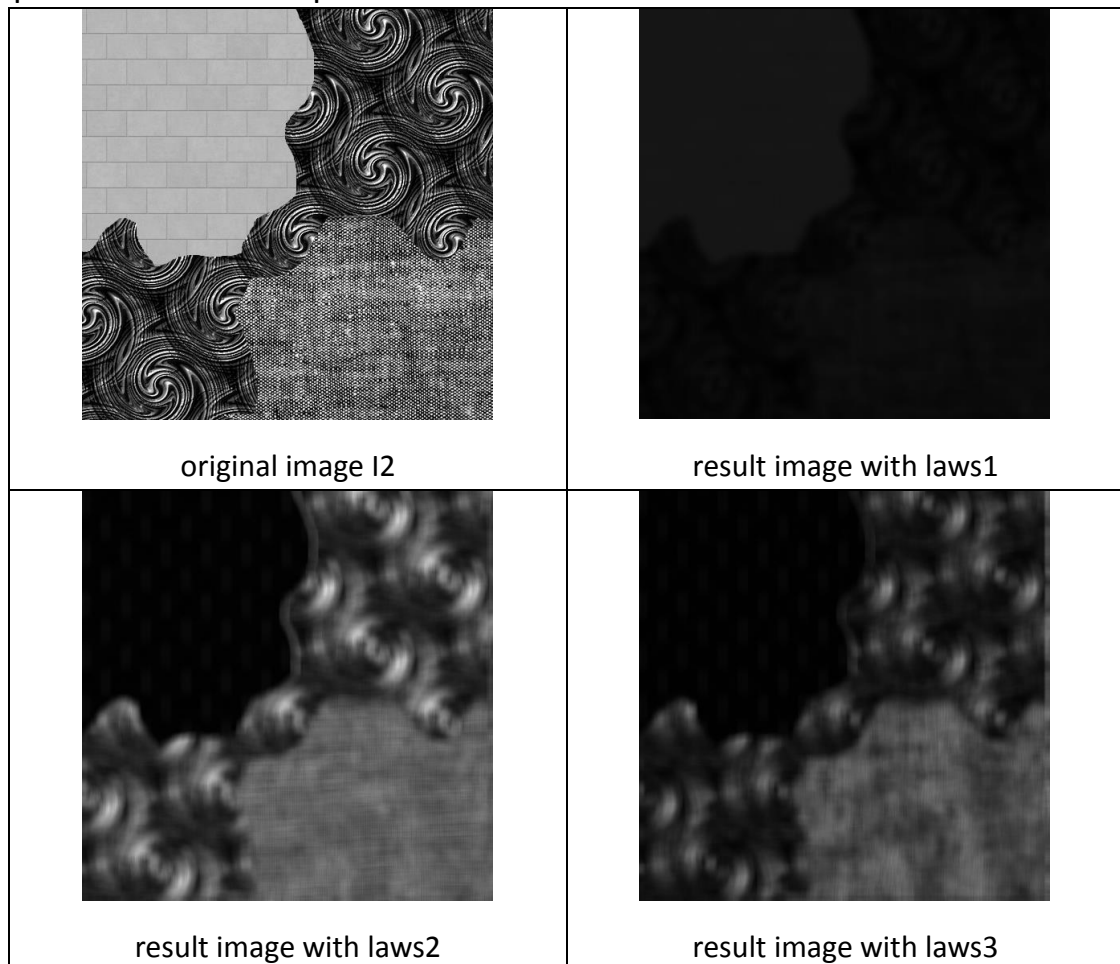 original image I2
result image with laws1
result image with laws2
result image with laws3